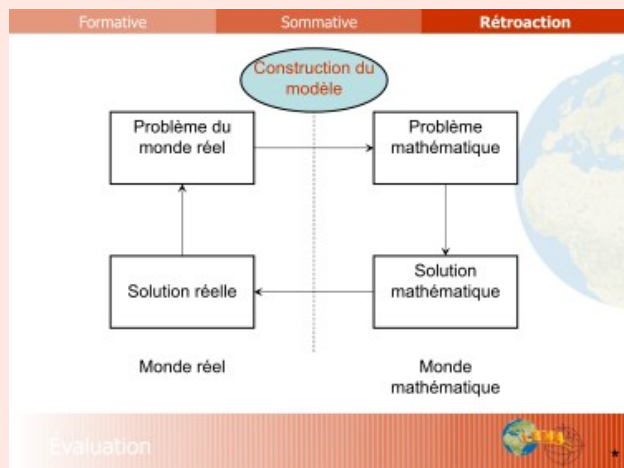 Formative
Sommative
Rétroaction
Construction du
modèle
Problème du
monde réel
Problème
mathématique
Solution réelle
Solution
mathématique
Monde réel
Monde
mathématique
Évaluation
*